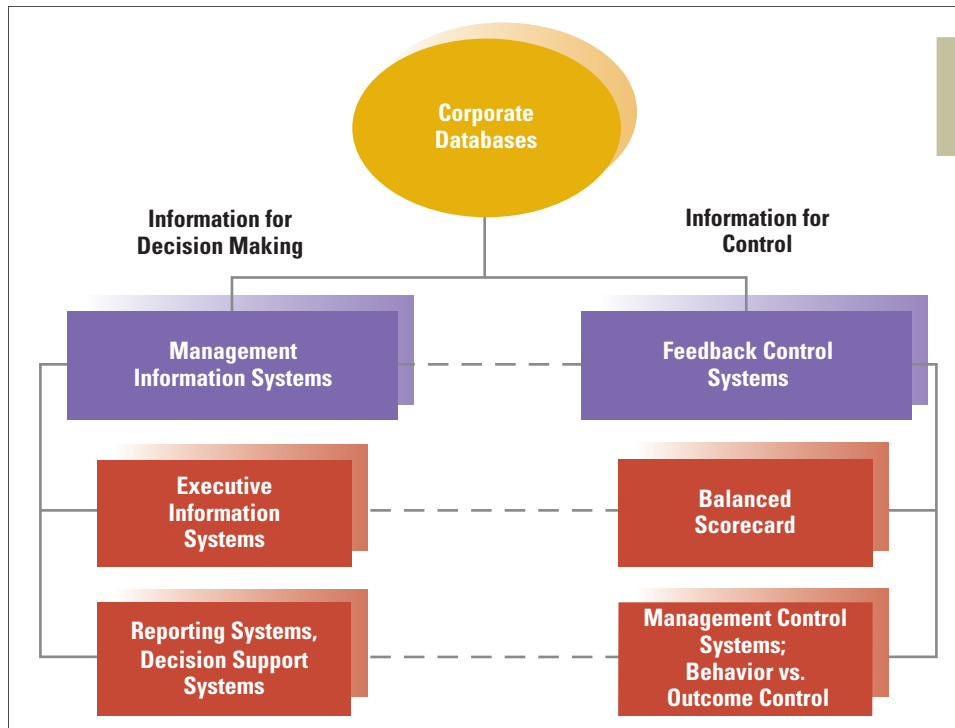 Corporate
Databases
Information for
Decision Making
Information for
Control
Management
Information Systems
Feedback Control
Systems
Executive
Information
Systems
Balanced
Scorecard
Reporting Systems,
Decision Support
Systems
Management Control
Systems;
Behavior vs.
Outcome Control